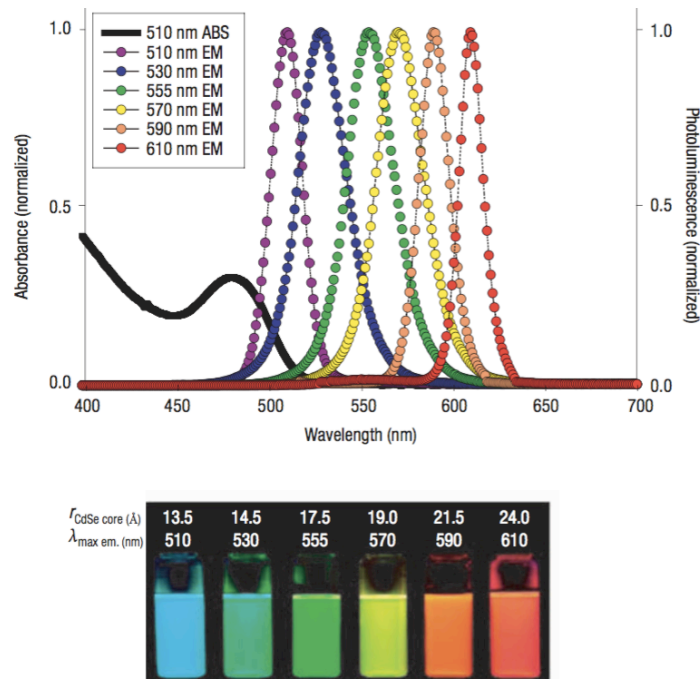 1.0
0.5
0.0
Absorbance (normalized)
510 nm ABS
510 nm EM
530 nm EM
555 nm EM
570 nm EM
590 nm EM
610 nm EM
1.0
0.5
0.0
Photoluminescence (normalized)
400 450 500 550 600 650 700
Wavelength (nm)
rCdSe core (Å) 13.5 14.5 17.5 19.0 21.5 24.0
λmax em. (nm) 510 530 555 570 590 610